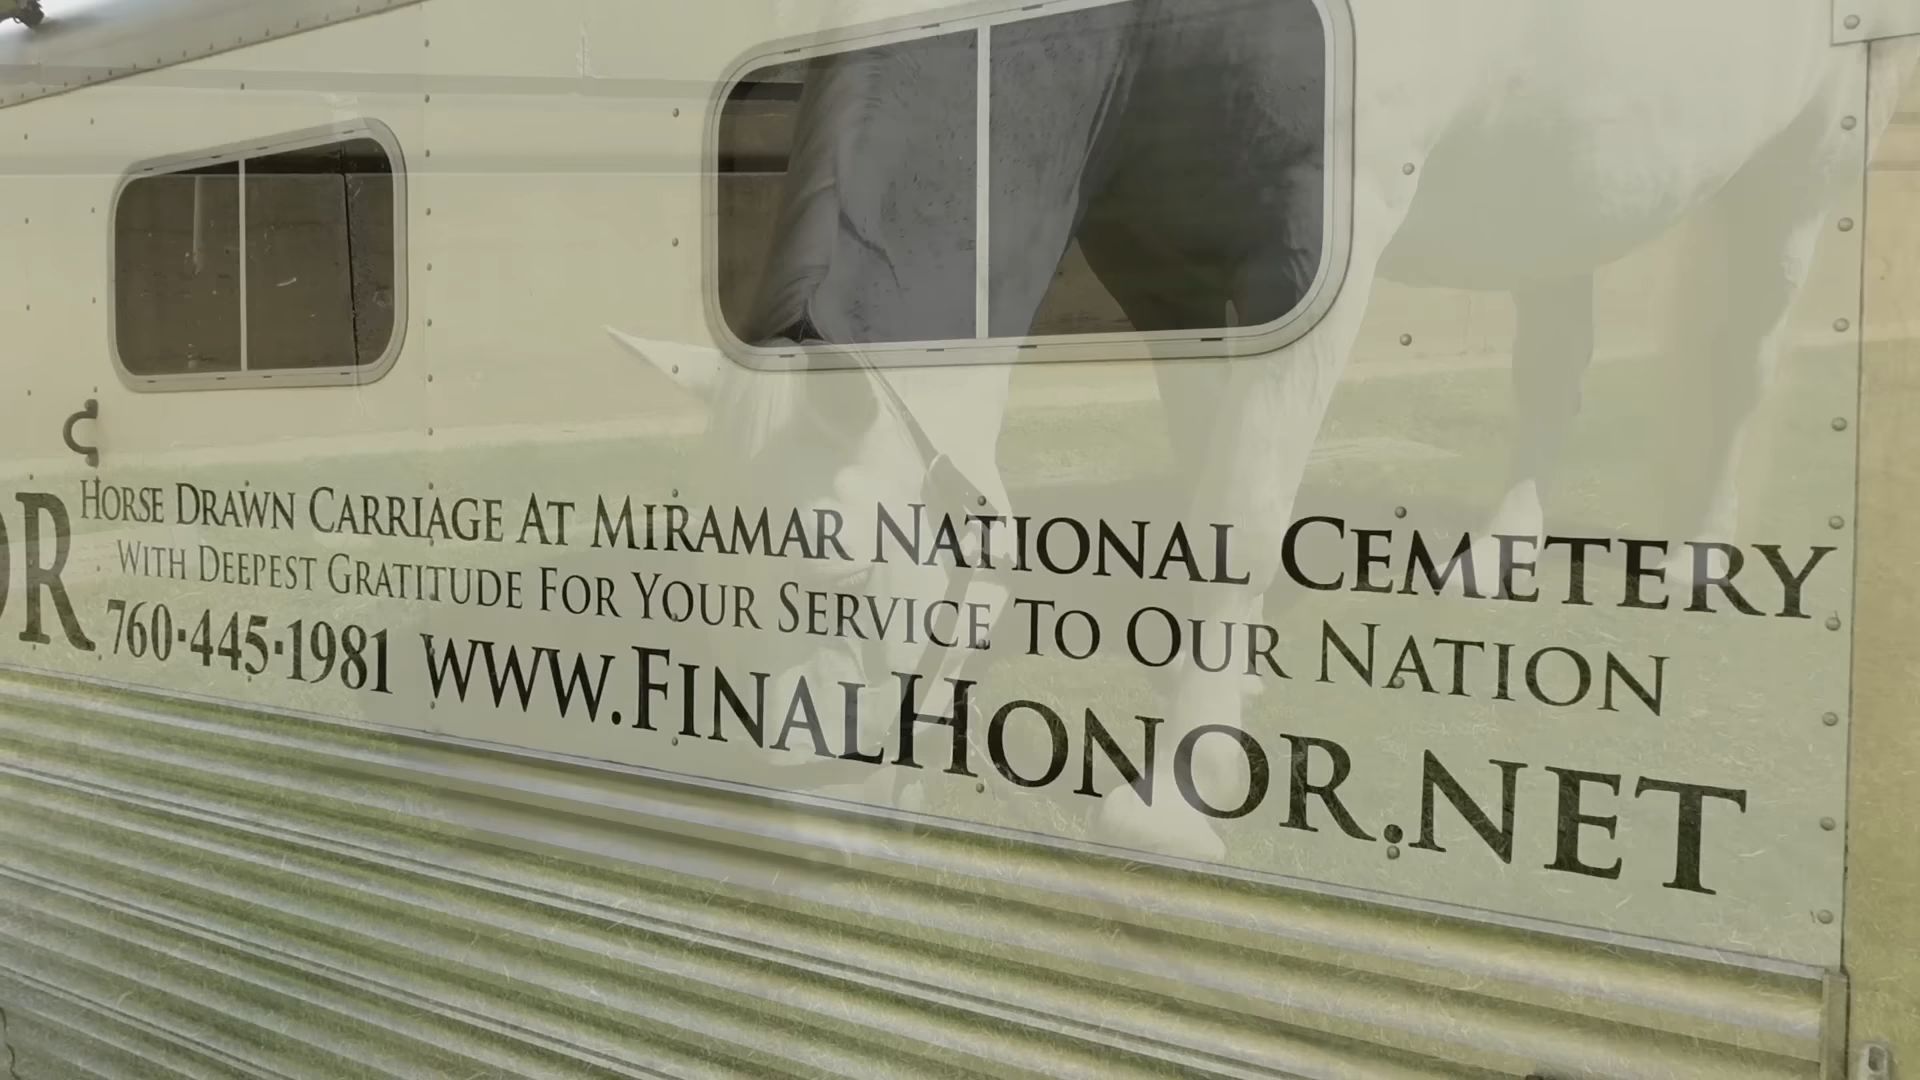 OR
Horse Drawn Carriage At Miramar National Cemetery
With Deepest Gratitude For Your Service To Our Nation
760·445·1981 www.FinalHonor.net